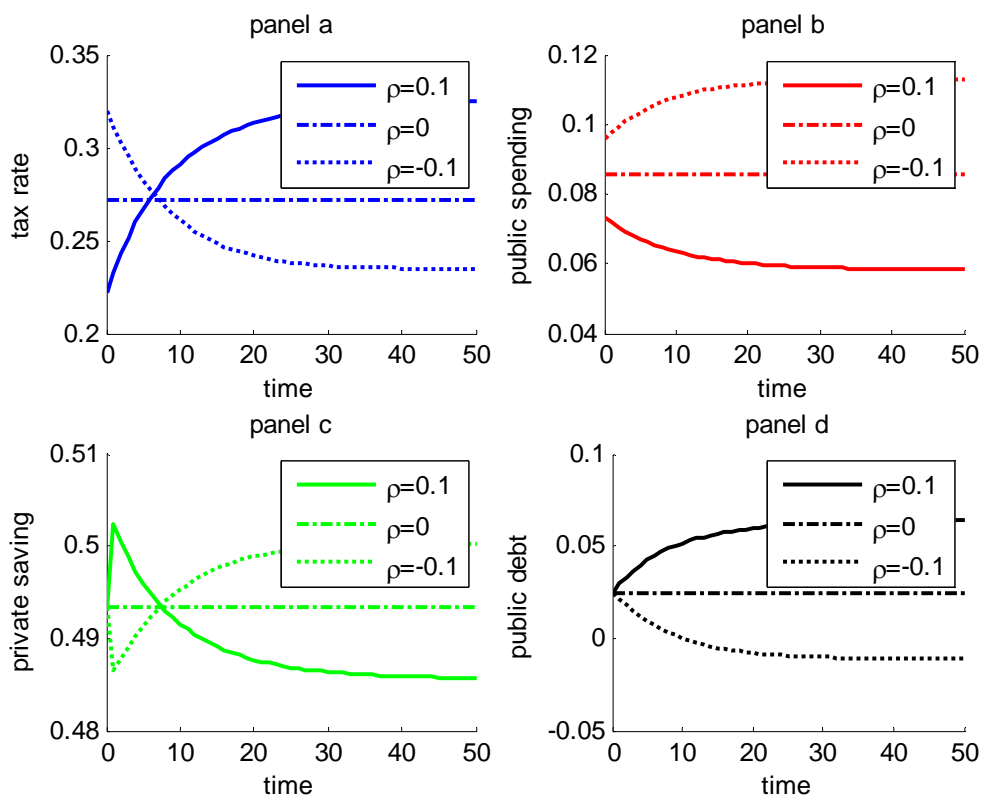 panel a
0.35
0.3
0.25
0.2
tax rate
0 10 20 30 40 50
time
ρ=0.1
ρ=0
ρ=-0.1
panel b
0.12
0.1
0.08
0.06
0.04
public spending
0 10 20 30 40 50
time
ρ=0.1
ρ=0
ρ=-0.1
panel c
0.51
0.5
0.49
0.48
private saving
0 10 20 30 40 50
time
ρ=0.1
ρ=0
ρ=-0.1
panel d
0.1
0.05
0
-0.05
public debt
0 10 20 30 40 50
time
ρ=0.1
ρ=0
ρ=-0.1